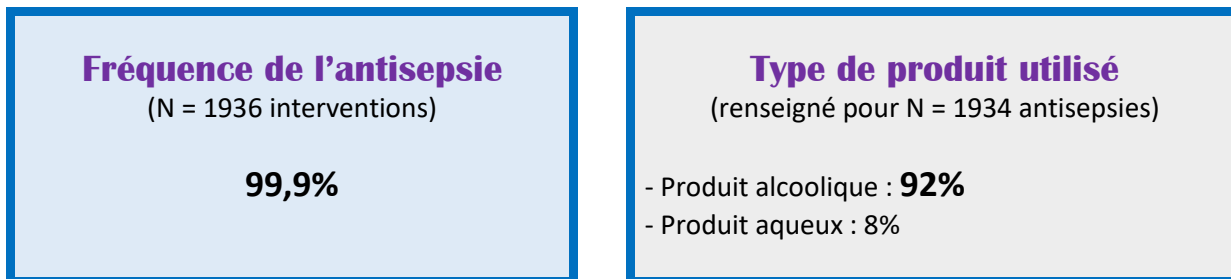 Fréquence de l’antisepsie
(N = 1936 interventions)
99,9%
Type de produit utilisé
(renseigné pour N = 1934 antisepsies)
- Produit alcoolique : 92%
- Produit aqueux : 8%